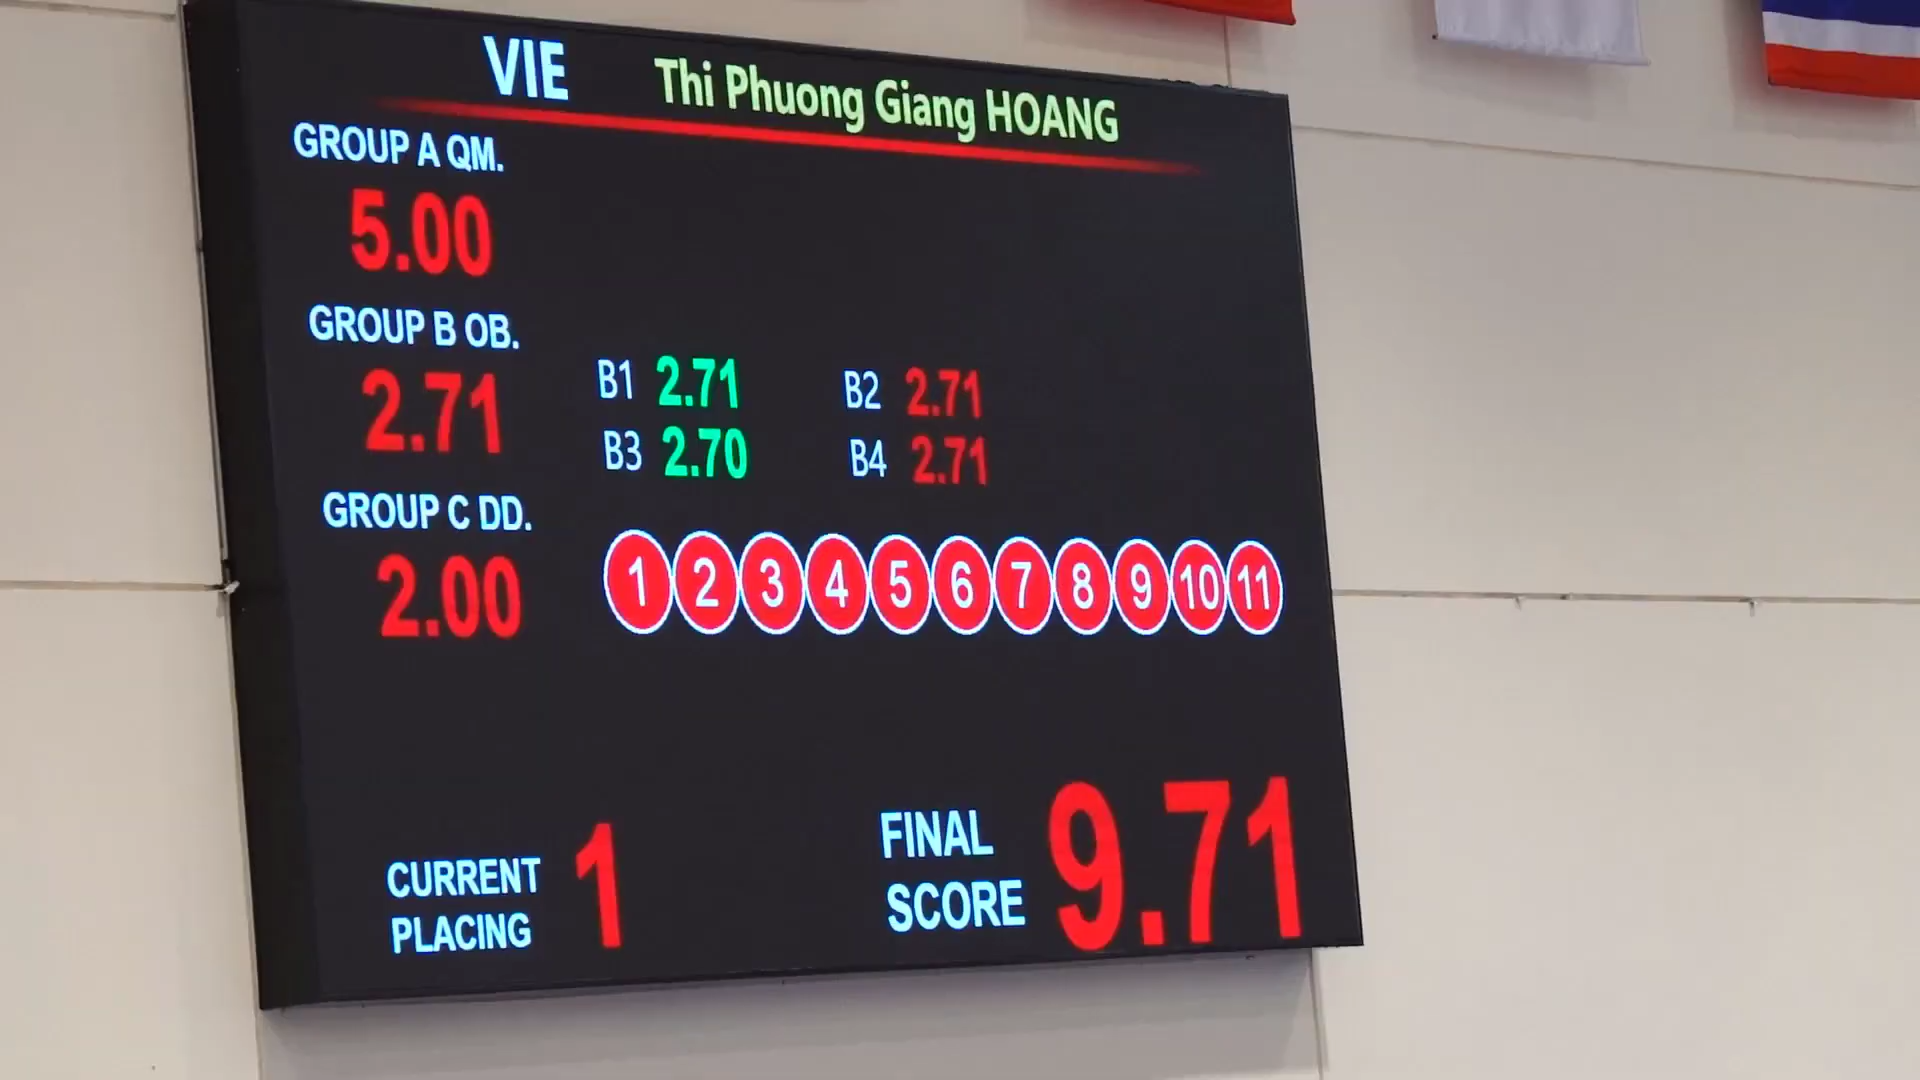 VIE Thi Phuong Giang HOANG
GROUP A QM.
5.00
GROUP B OB.
2.71
B1 2.71 B2 2.71
B3 2.70 B4 2.71
GROUP C DD.
2.00
1 2 3 4 5 6 7 8 9 10 11
CURRENT PLACING 1
FINAL SCORE 9.71